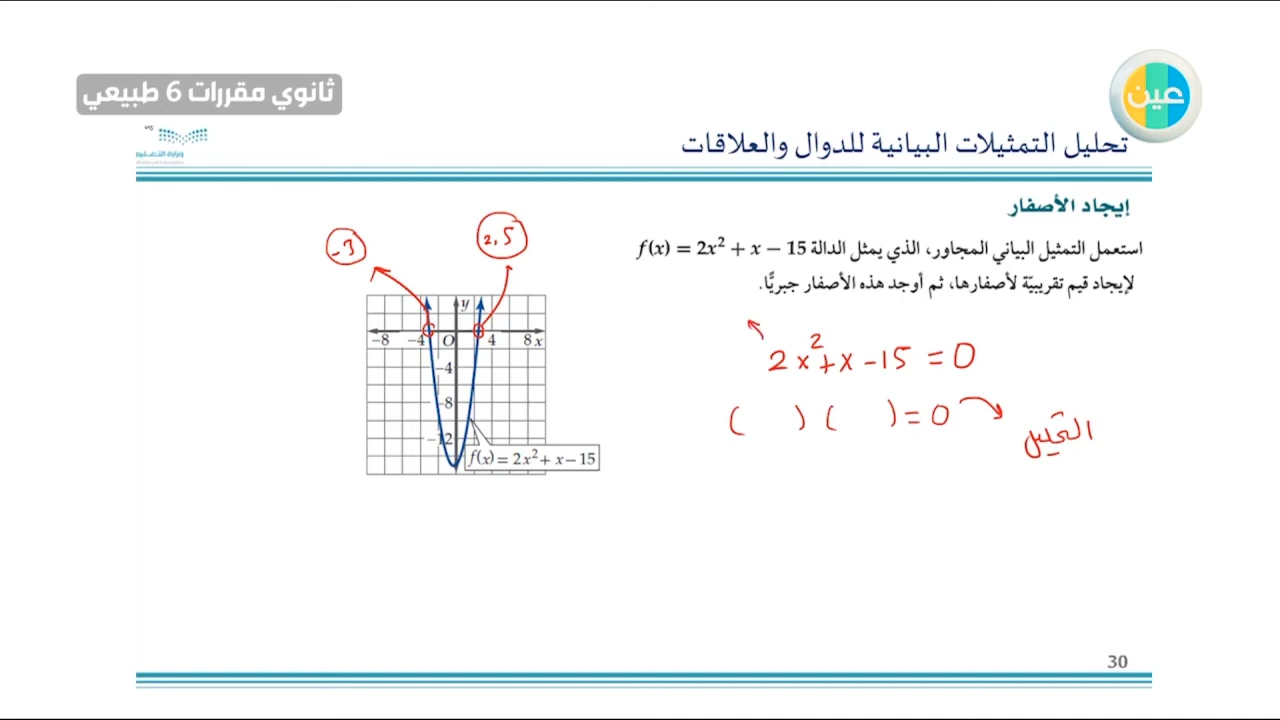 ثانوي مقررات 6 طبيعي
عين
وزارة التعليم
تحليل التمثيلات البيانية للدوال والعلاقات
إيجاد الأصفار
استعمل التمثيل البياني المجاور، الذي يمثل الدالة f(x) = 2x² + x − 15
لإيجاد قيم تقريبيّة لأصفارها، ثم أوجد هذه الأصفار جبريًّا.
-3
2,5
y
−8 −4 O 4 8 x
−4
−8
−12
f(x) = 2x² + x − 15
2x² + x - 15 = 0
( ) ( ) = 0
التحليل
30